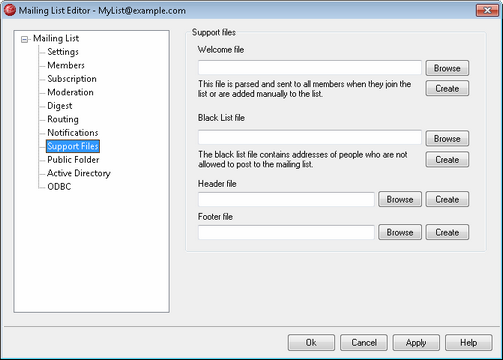 Mailing List Editor - MyList@example.com
Mailing List
Settings
Members
Subscription
Moderation
Digest
Routing
Notifications
Support Files
Public Folder
Active Directory
ODBC
Support files
Welcome file
Browse
This file is parsed and sent to all members when they join
the list or are added manually to the list.
Create
Black List file
Browse
The black list file contains addresses of people who are not
allowed to post to the mailing list.
Create
Header file
Browse Create
Footer file
Browse Create
Ok Cancel Apply Help